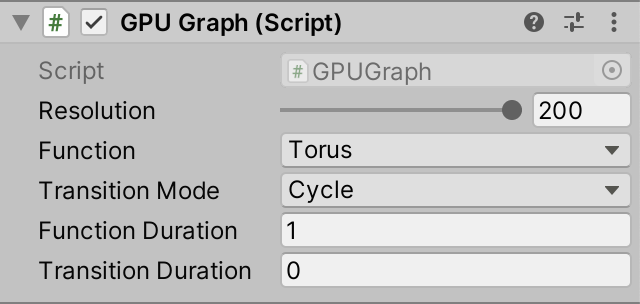 GPU Graph (Script)
Script GPUGraph
Resolution 200
Function Torus
Transition Mode Cycle
Function Duration 1
Transition Duration 0